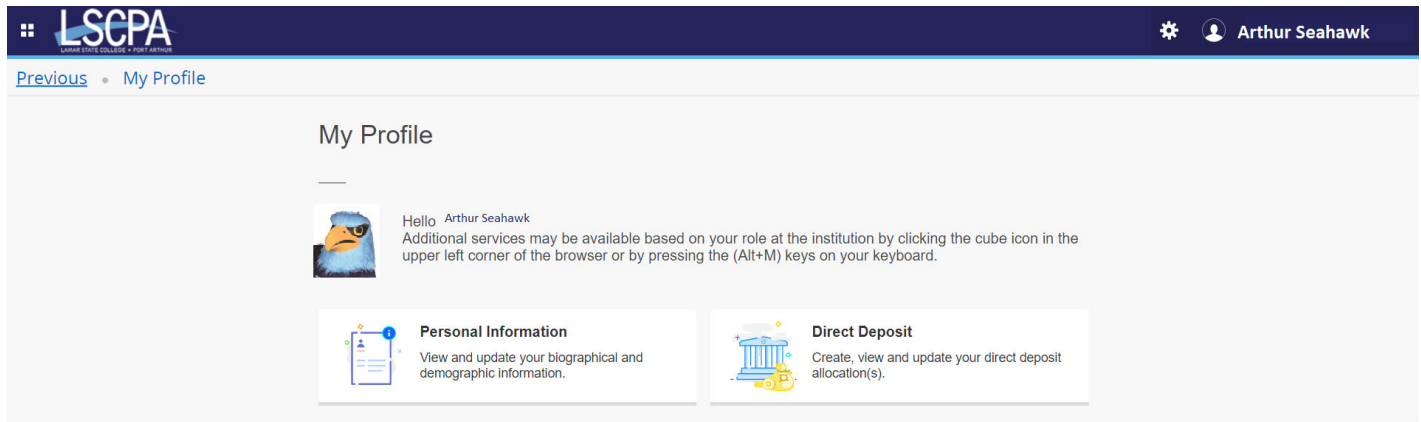 LSCPA
LAMAR STATE COLLEGE • PORT ARTHUR
Arthur Seahawk
Previous • My Profile
My Profile
Hello Arthur Seahawk
Additional services may be available based on your role at the institution by clicking the cube icon in the
upper left corner of the browser or by pressing the (Alt+M) keys on your keyboard.
Personal Information
View and update your biographical and
demographic information.
Direct Deposit
Create, view and update your direct deposit
allocation(s).